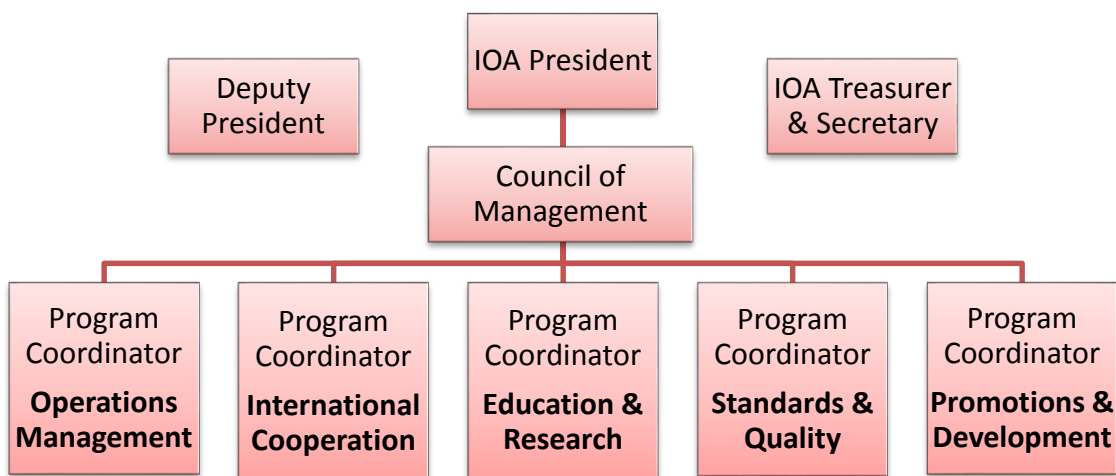 IOA President
Deputy
President
IOA Treasurer
& Secretary
Council of
Management
Program
Coordinator
Operations
Management
Program
Coordinator
International
Cooperation
Program
Coordinator
Education &
Research
Program
Coordinator
Standards &
Quality
Program
Coordinator
Promotions &
Development